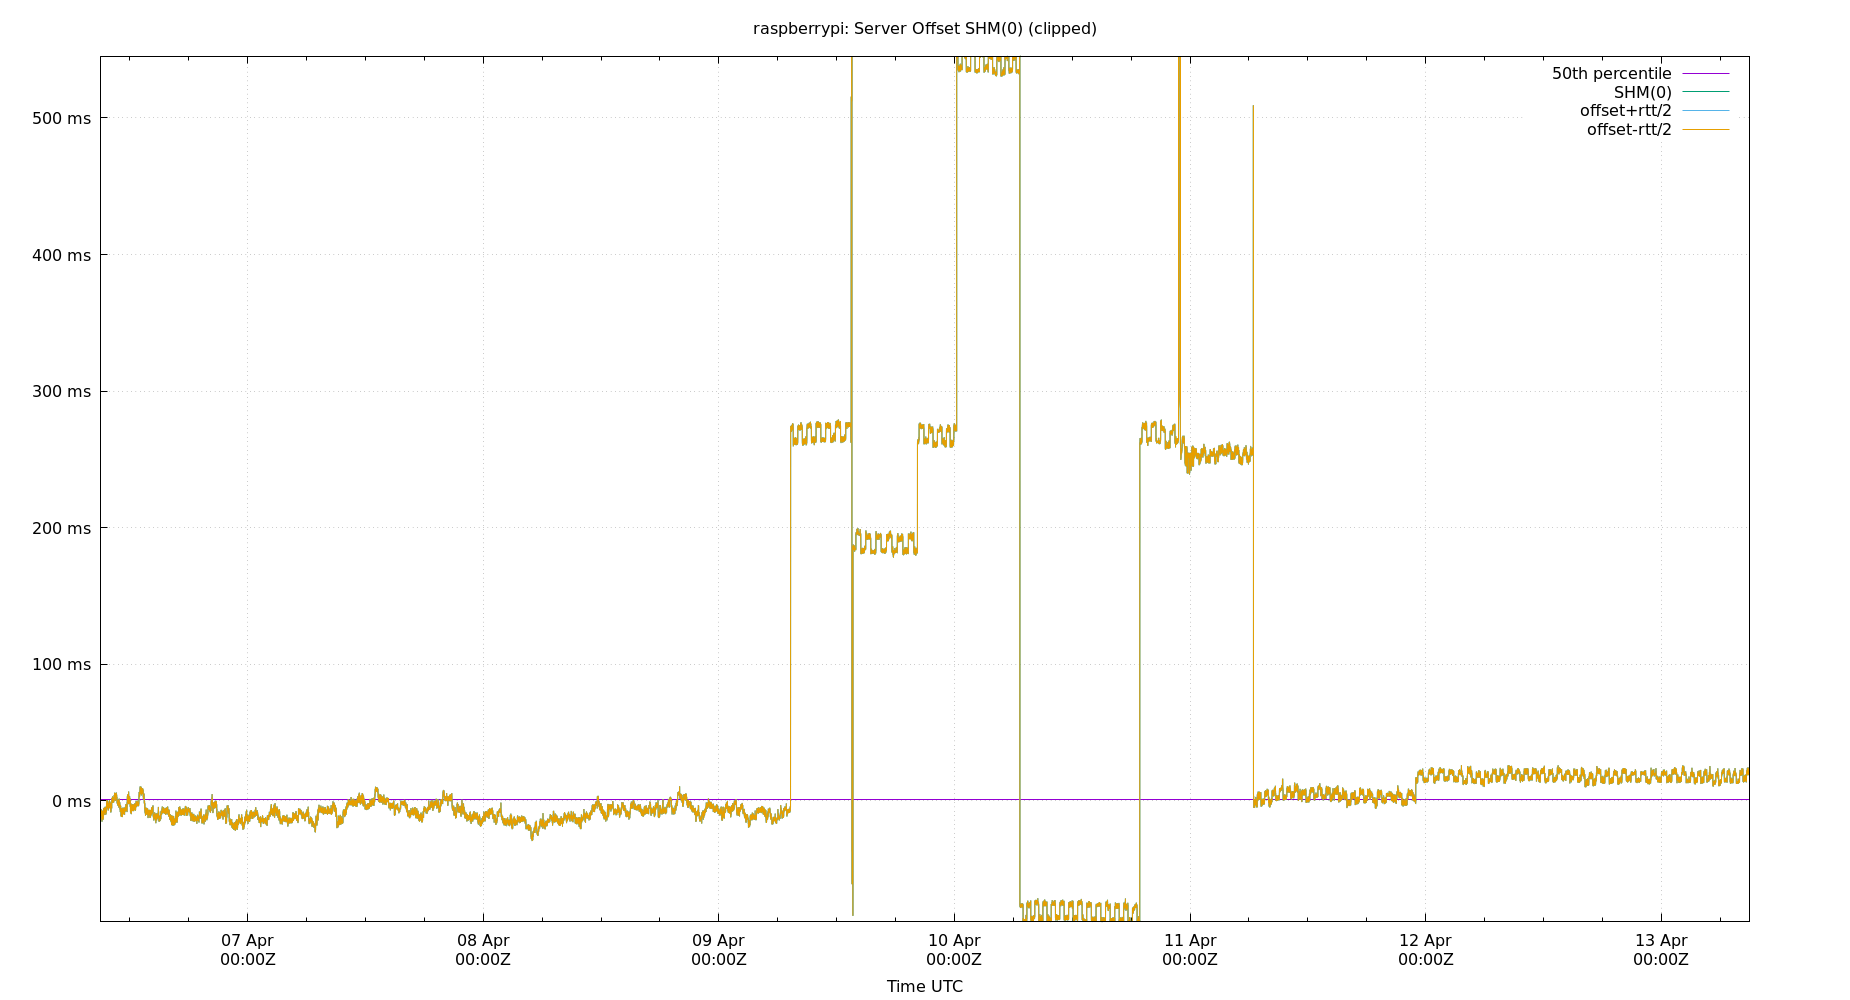 raspberrypi: Server Offset SHM(0) (clipped)
50th percentile
SHM(0)
offset+rtt/2
offset-rtt/2
500 ms
400 ms
300 ms
200 ms
100 ms
0 ms
07 Apr
00:00Z
08 Apr
00:00Z
09 Apr
00:00Z
10 Apr
00:00Z
11 Apr
00:00Z
12 Apr
00:00Z
13 Apr
00:00Z
Time UTC